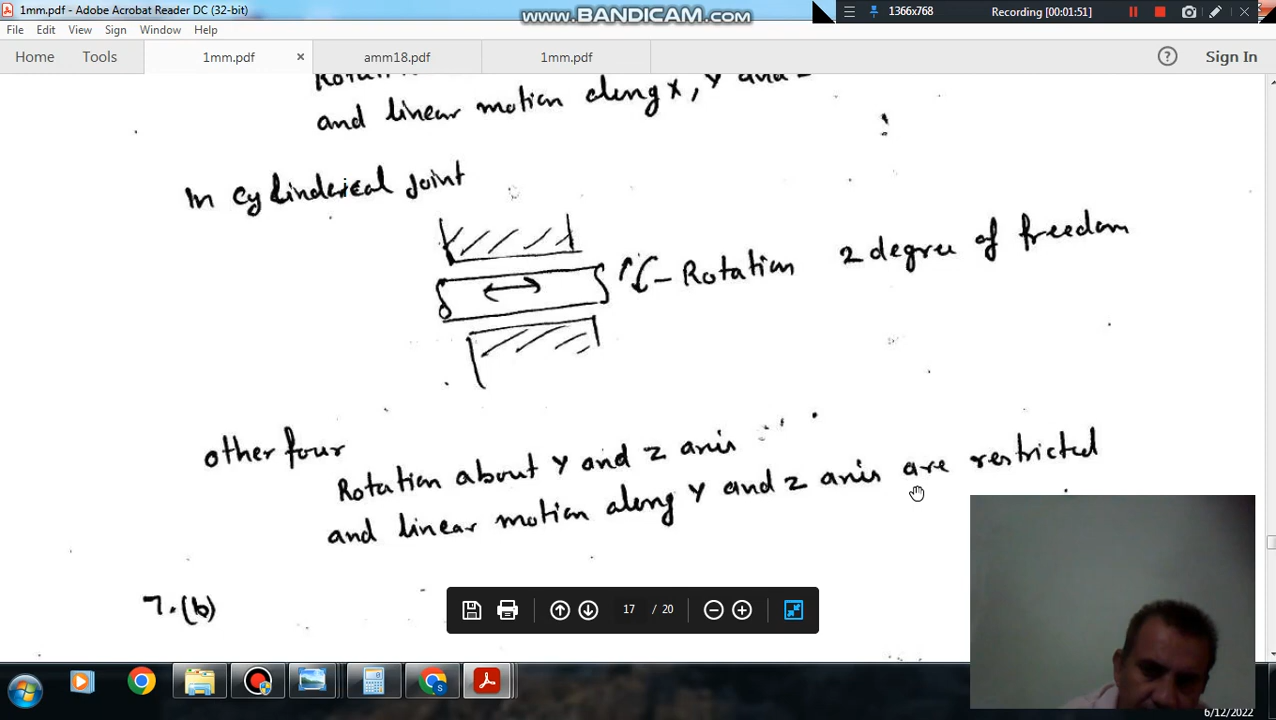 1mm.pdf - Adobe Acrobat Reader DC (32-bit)
www.BANDICAM.com
1366x768
Recording [00:01:51]
File Edit View Sign Window Help
Home Tools 1mm.pdf × amm18.pdf 1mm.pdf ? Sign In
and linear motion along x, y and z
In cylinderical Joint
Rotation 2 degree of freedom
other four
Rotation about y and z axis
and linear motion along y and z axis are restricted
7.(b)
17 / 20
6/12/2022